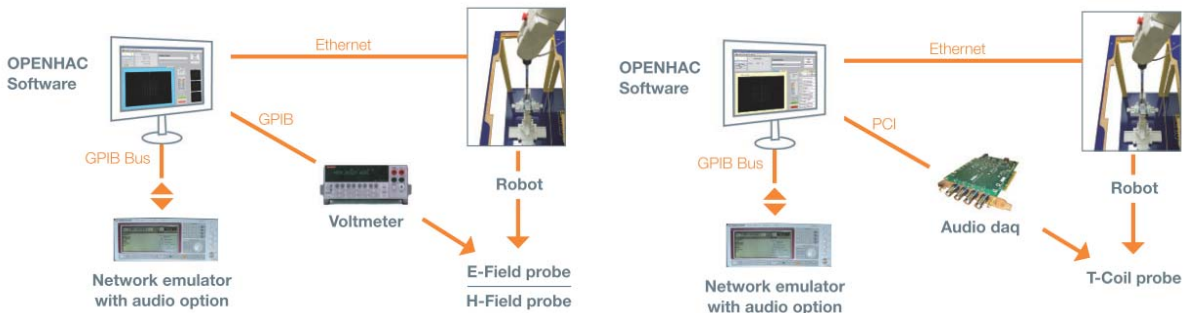 OPENHAC
Software
Ethernet
GPIB
GPIB Bus
Voltmeter
Robot
Network emulator
with audio option
E-Field probe
H-Field probe
OPENHAC
Software
Ethernet
PCI
GPIB Bus
Audio daq
Robot
Network emulator
with audio option
T-Coil probe